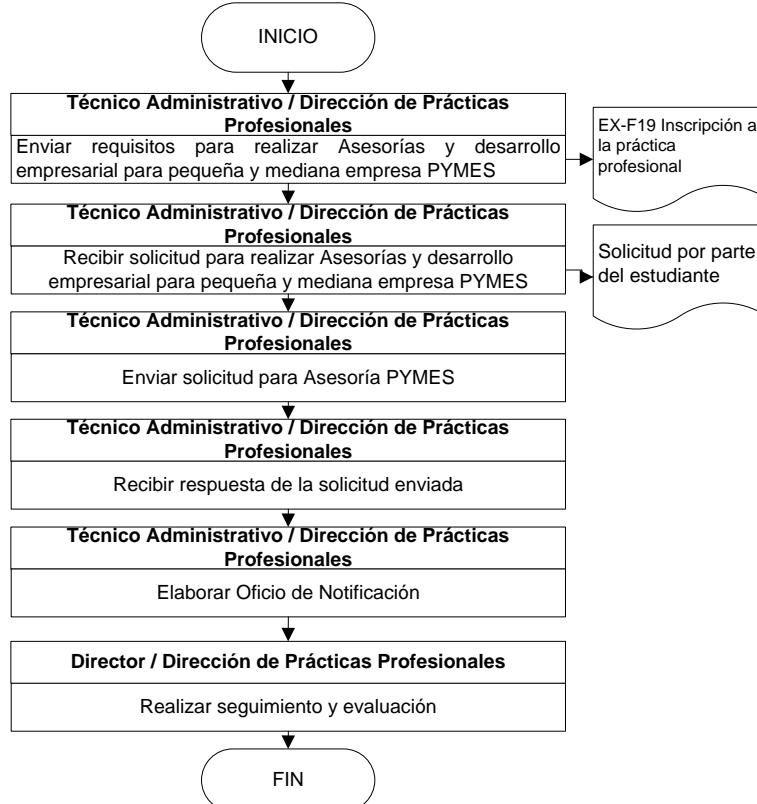 INICIO
Técnico Administrativo / Dirección de Prácticas
Profesionales
Enviar requisitos para realizar Asesorías y desarrollo
empresarial para pequeña y mediana empresa PYMES
EX-F19 Inscripción a
la práctica
profesional
Técnico Administrativo / Dirección de Prácticas
Profesionales
Recibir solicitud para realizar Asesorías y desarrollo
empresarial para pequeña y mediana empresa PYMES
Solicitud por parte
del estudiante
Técnico Administrativo / Dirección de Prácticas
Profesionales
Enviar solicitud para Asesoría PYMES
Técnico Administrativo / Dirección de Prácticas
Profesionales
Recibir respuesta de la solicitud enviada
Técnico Administrativo / Dirección de Prácticas
Profesionales
Elaborar Oficio de Notificación
Director / Dirección de Prácticas Profesionales
Realizar seguimiento y evaluación
FIN